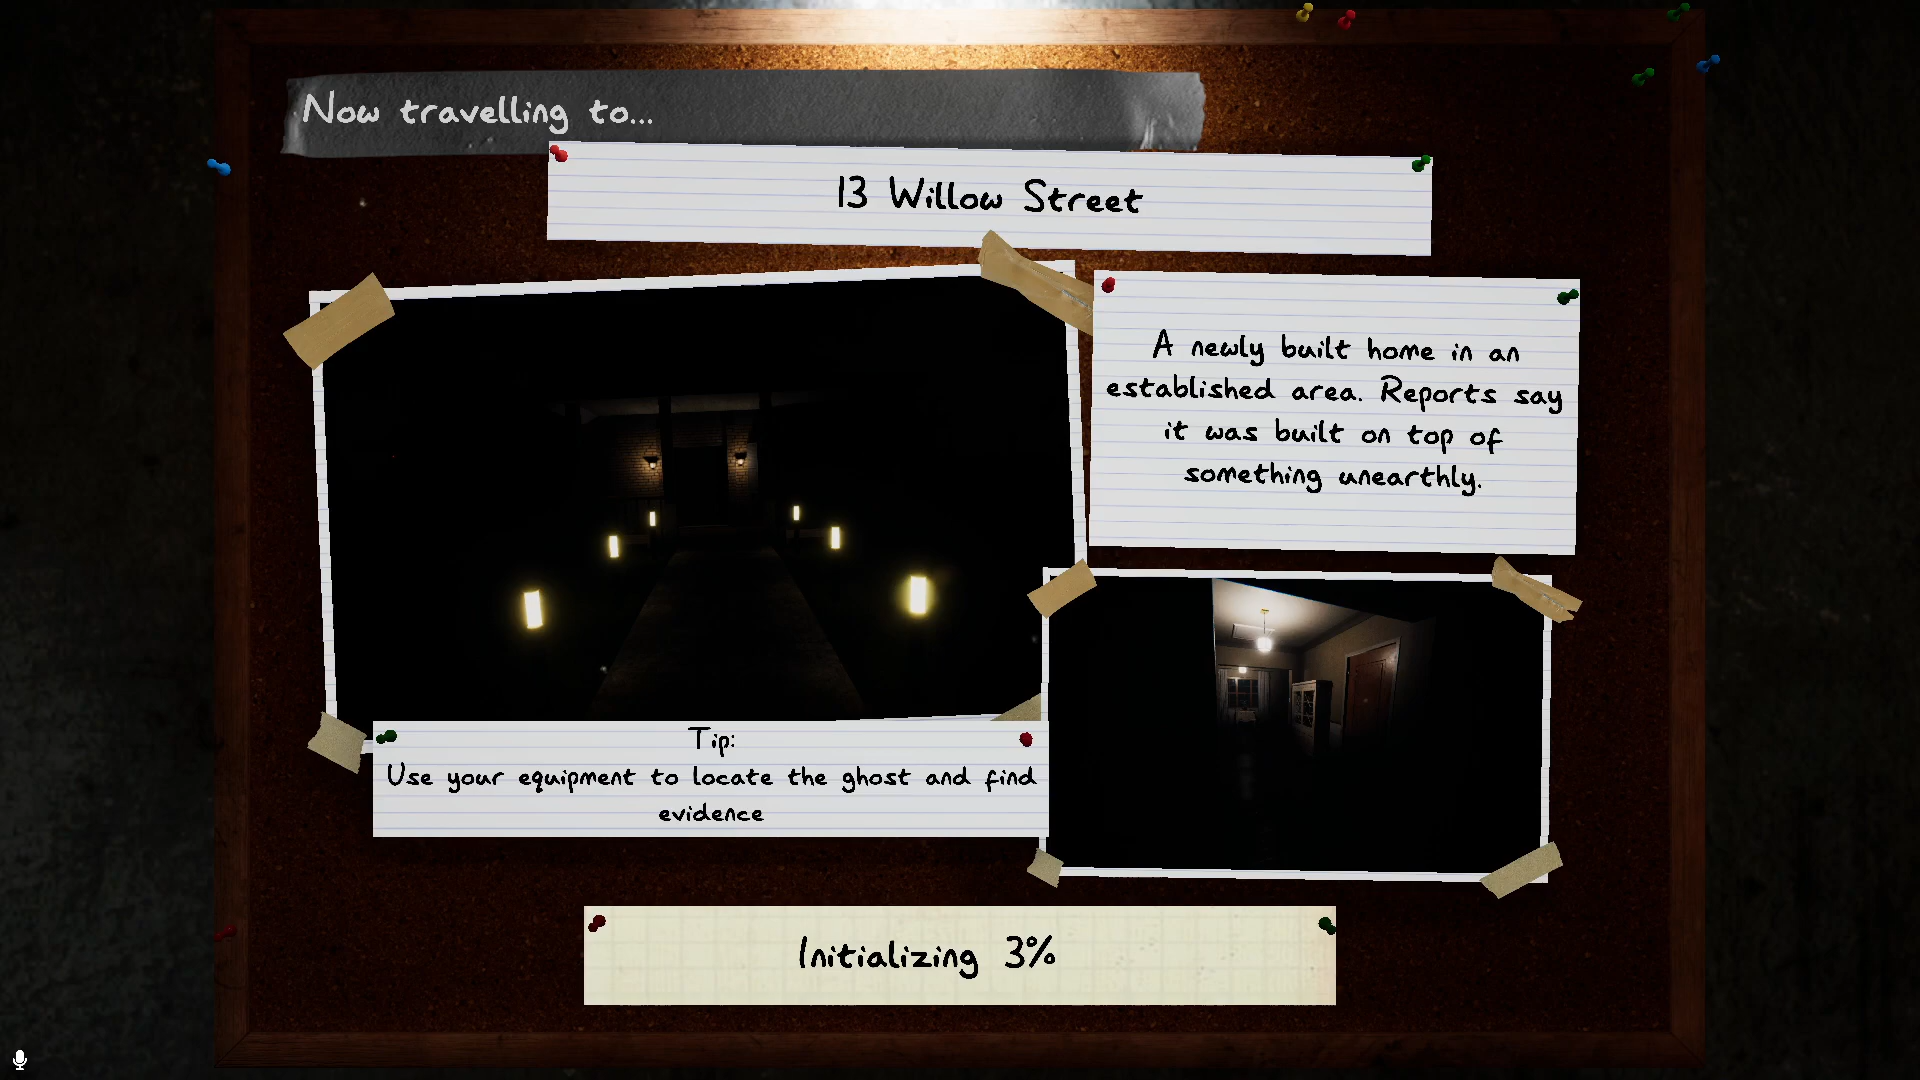 Now travelling to...
13 Willow Street
A newly built home in an
established area. Reports say
it was built on top of
something unearthly.
Tip:
Use your equipment to locate the ghost and find
evidence
Initializing 3%